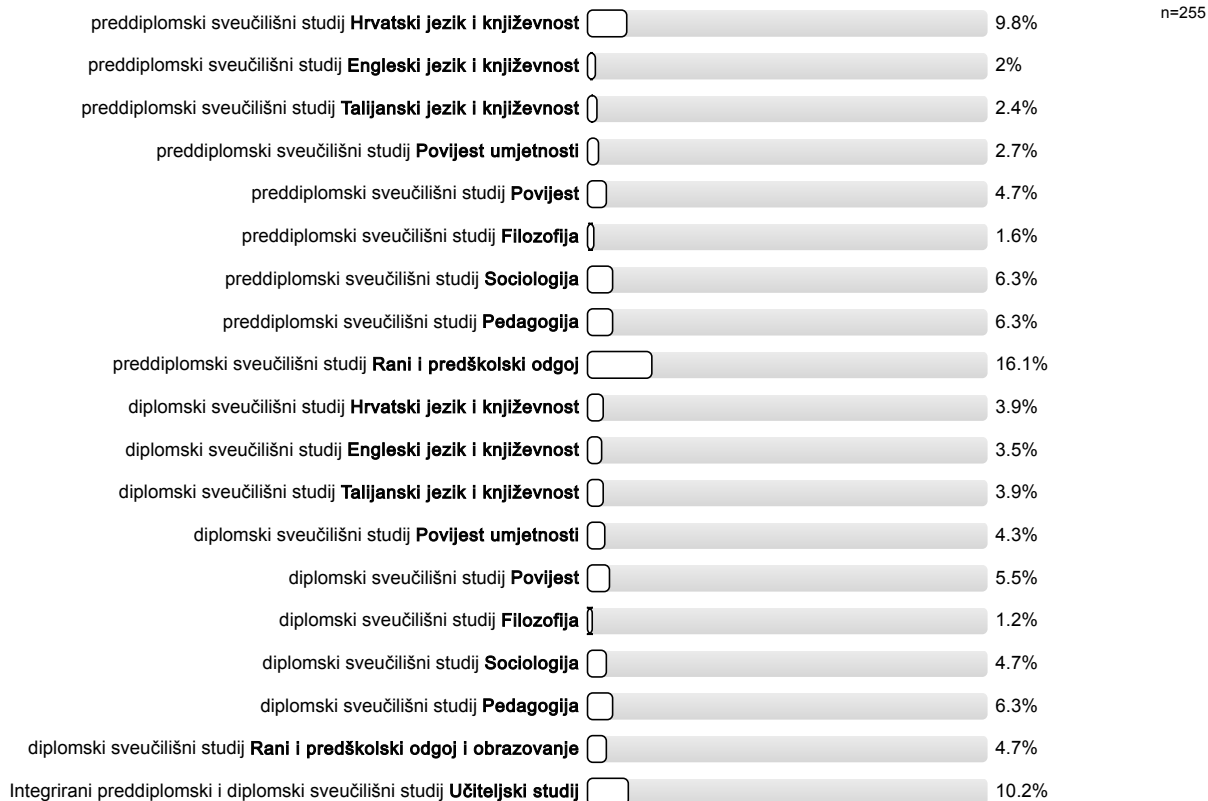 n=255
preddiplomski sveučilišni studij Hrvatski jezik i književnost 9.8%
preddiplomski sveučilišni studij Engleski jezik i književnost 2%
preddiplomski sveučilišni studij Talijanski jezik i književnost 2.4%
preddiplomski sveučilišni studij Povijest umjetnosti 2.7%
preddiplomski sveučilišni studij Povijest 4.7%
preddiplomski sveučilišni studij Filozofija 1.6%
preddiplomski sveučilišni studij Sociologija 6.3%
preddiplomski sveučilišni studij Pedagogija 6.3%
preddiplomski sveučilišni studij Rani i predškolski odgoj 16.1%
diplomski sveučilišni studij Hrvatski jezik i književnost 3.9%
diplomski sveučilišni studij Engleski jezik i književnost 3.5%
diplomski sveučilišni studij Talijanski jezik i književnost 3.9%
diplomski sveučilišni studij Povijest umjetnosti 4.3%
diplomski sveučilišni studij Povijest 5.5%
diplomski sveučilišni studij Filozofija 1.2%
diplomski sveučilišni studij Sociologija 4.7%
diplomski sveučilišni studij Pedagogija 6.3%
diplomski sveučilišni studij Rani i predškolski odgoj i obrazovanje 4.7%
Integrirani preddiplomski i diplomski sveučilišni studij Učiteljski studij 10.2%